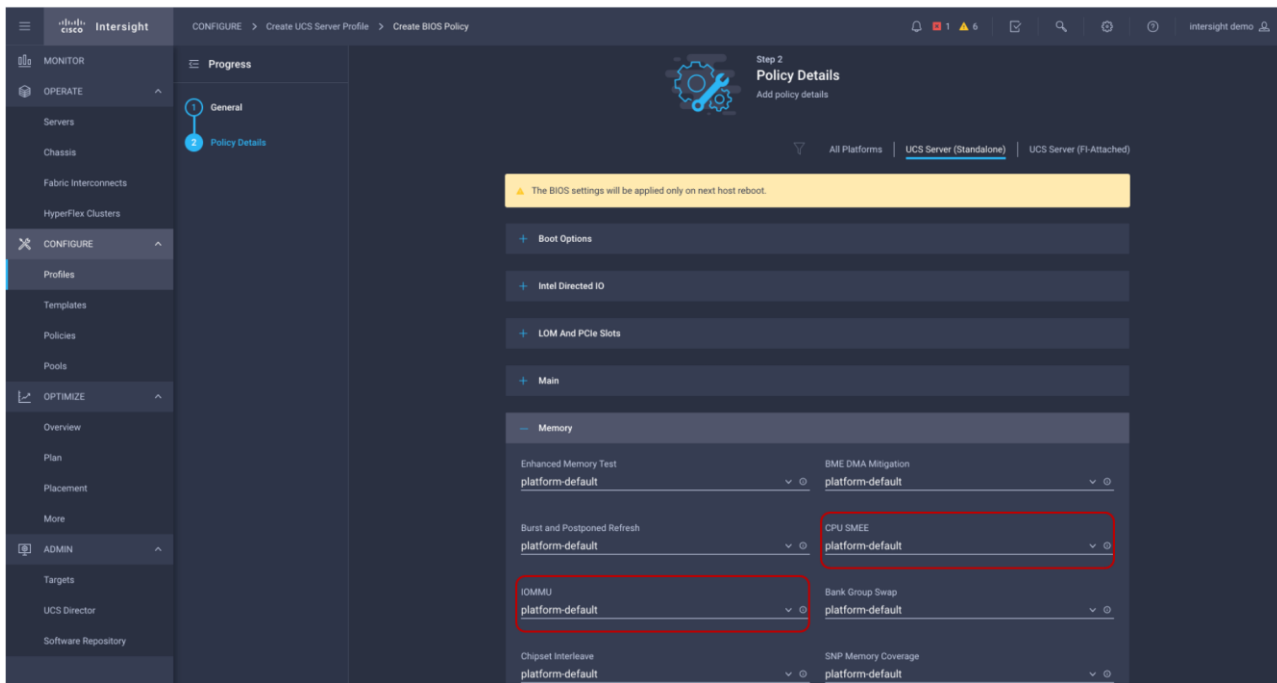 cisco Intersight
CONFIGURE > Create UCS Server Profile > Create BIOS Policy
1 6
intersight demo
MONITOR
OPERATE
Servers
Chassis
Fabric Interconnects
HyperFlex Clusters
CONFIGURE
Profiles
Templates
Policies
Pools
OPTIMIZE
Overview
Plan
Placement
More
ADMIN
Targets
UCS Director
Software Repository
Progress
1 General
2 Policy Details
Step 2
Policy Details
Add policy details
All Platforms | UCS Server (Standalone) | UCS Server (FI-Attached)
The BIOS settings will be applied only on next host reboot.
+ Boot Options
+ Intel Directed IO
+ LOM And PCIe Slots
+ Main
− Memory
Enhanced Memory Test
platform-default
BME DMA Mitigation
platform-default
Burst and Postponed Refresh
platform-default
CPU SMEE
platform-default
IOMMU
platform-default
Bank Group Swap
platform-default
Chipset Interleave
platform-default
SNP Memory Coverage
platform-default